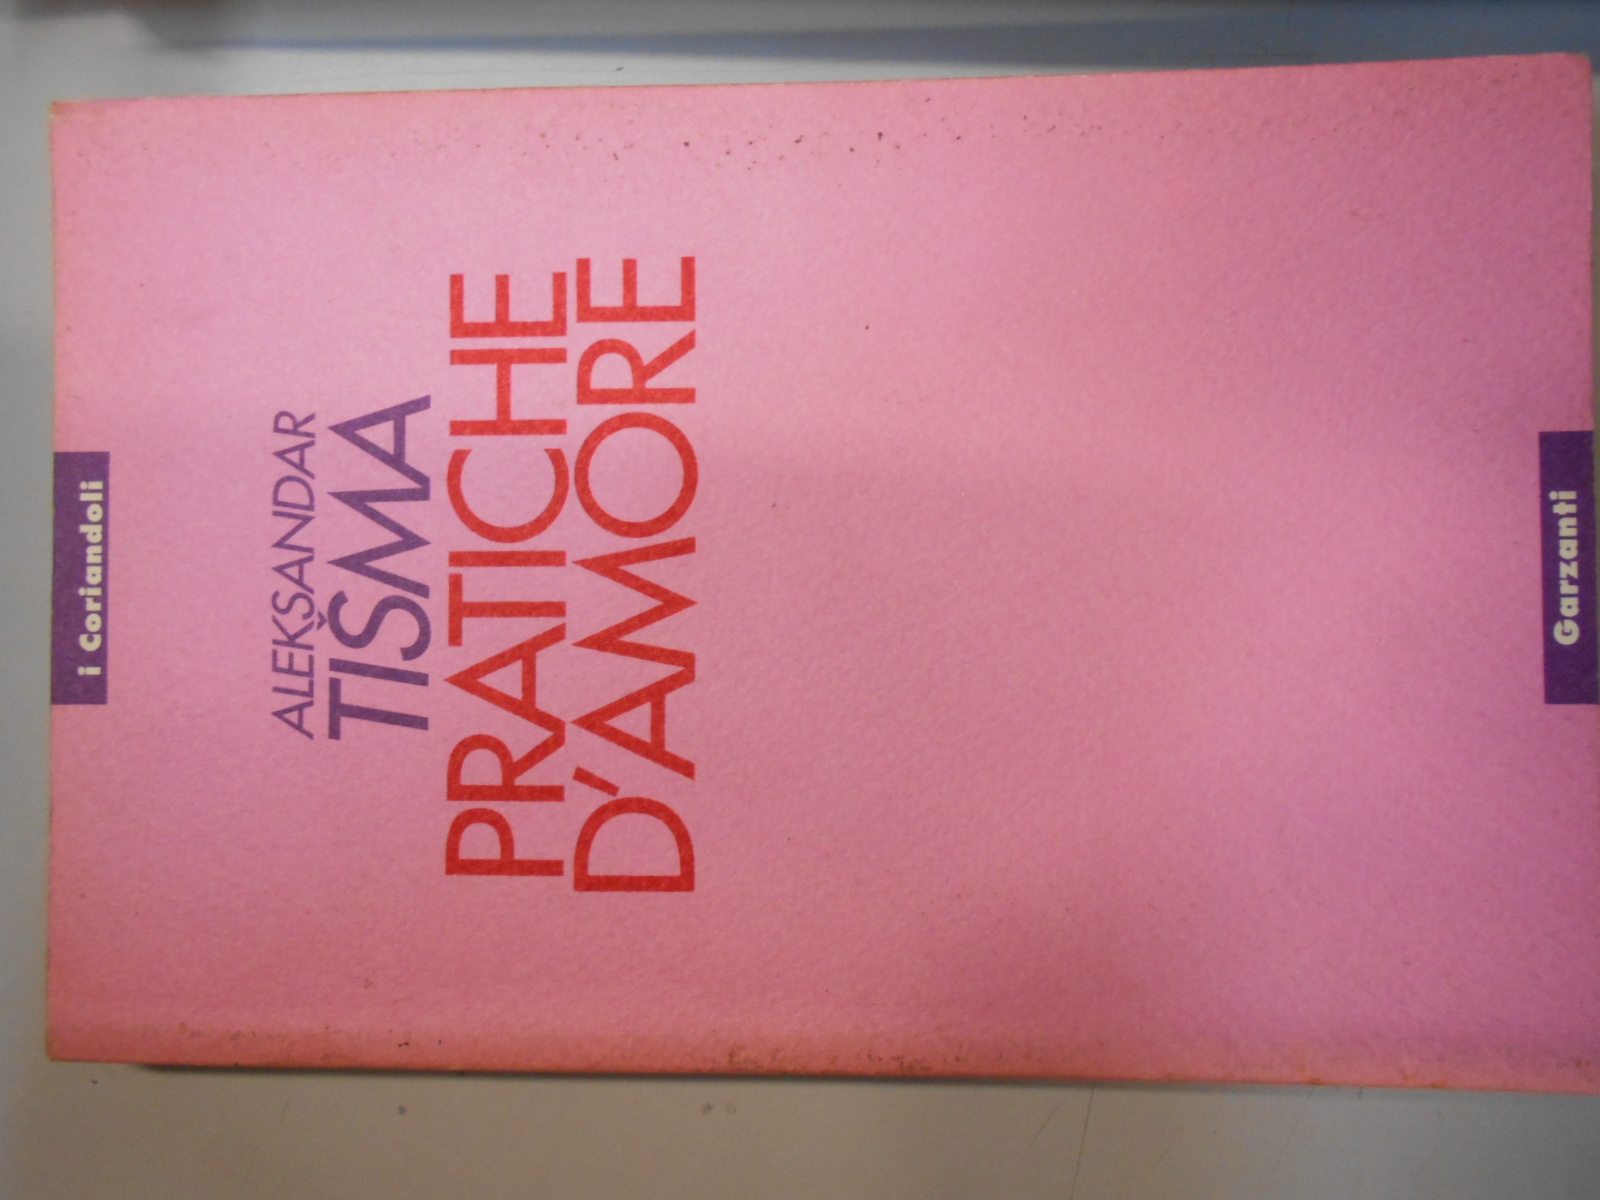 i Coriandoli
ALEKSANDAR
TIŠMA
PRATICHE
D'AMORE
Garzanti